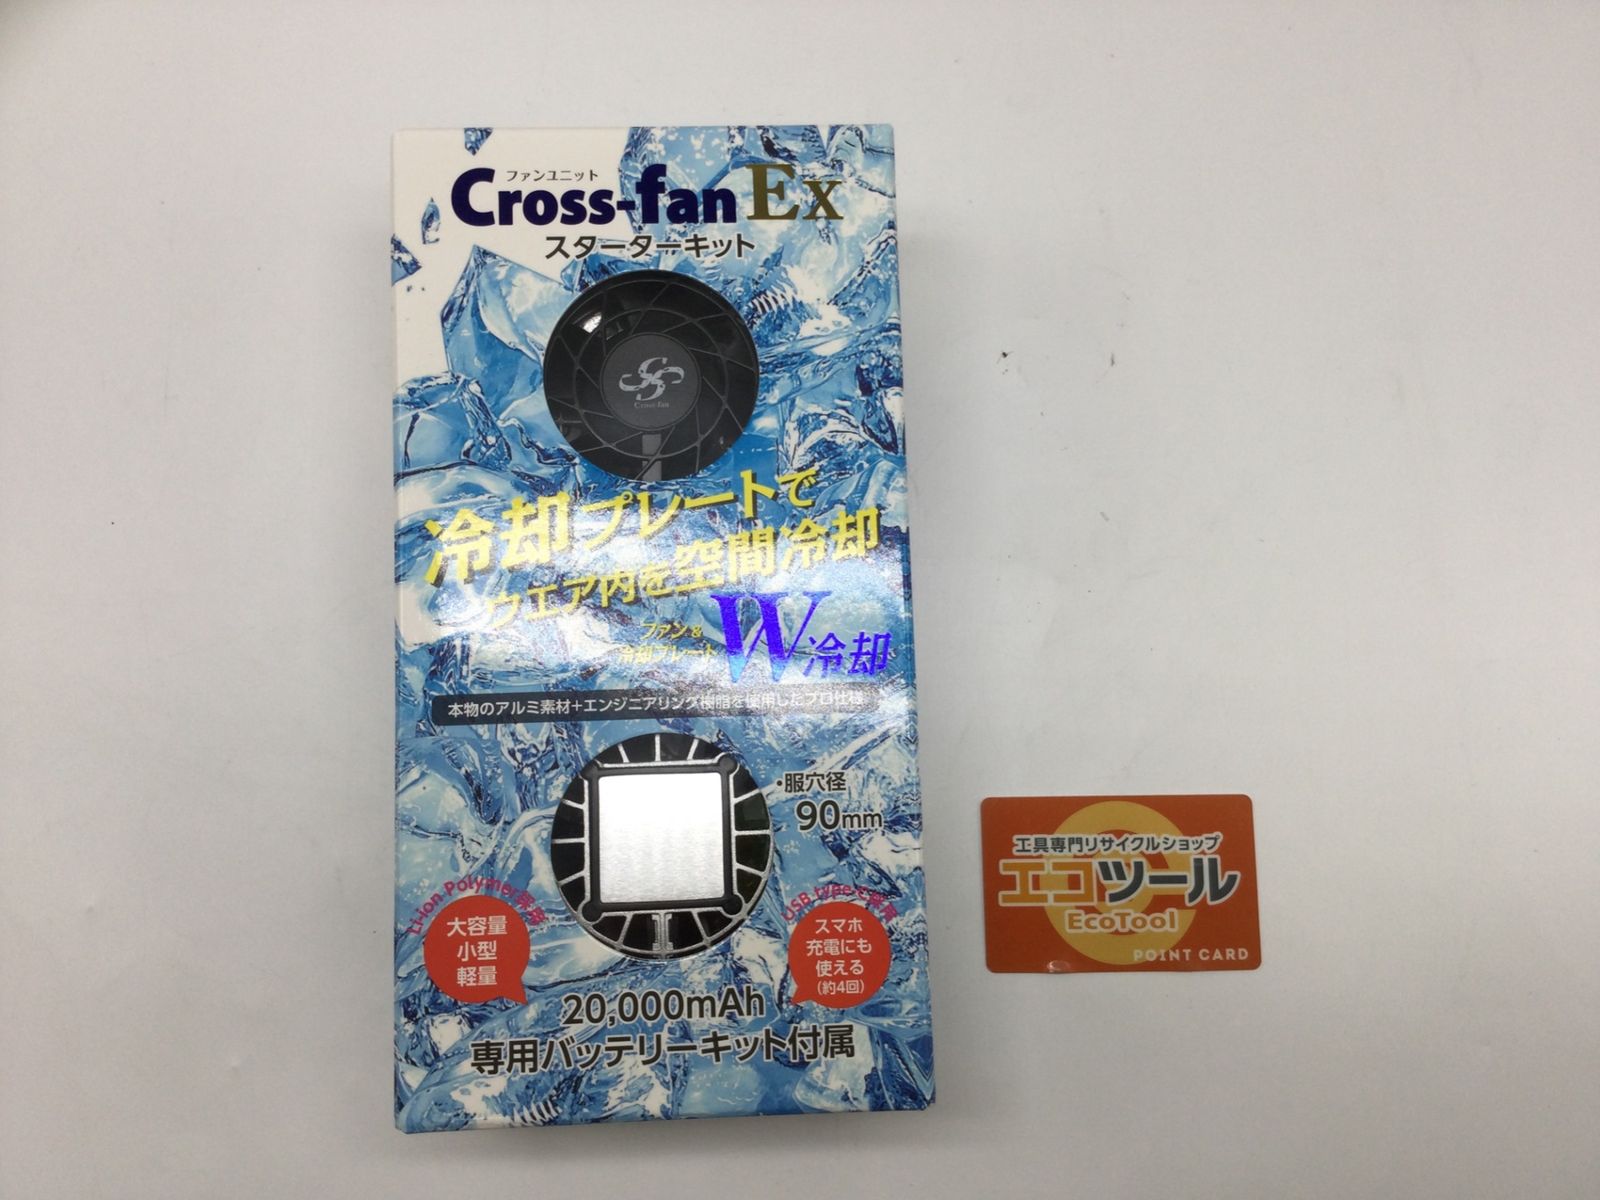 ファンユニット
Cross-fan Ex
スターターキット
Cross-fan
冷却プレートで
ウエア内を空間冷却
ファン&
冷却プレート
W冷却
本物のアルミ素材+エンジニアリング樹脂を使用したプロ仕様
・服穴径
90mm
Li-ion Polymer
大容量
小型
軽量
USB type-C
スマホ
充電にも
使える
(約4回)
20,000mAh
専用バッテリーキット付属
工具専門リサイクルショップ
エコツール
EcoTool
POINT CARD